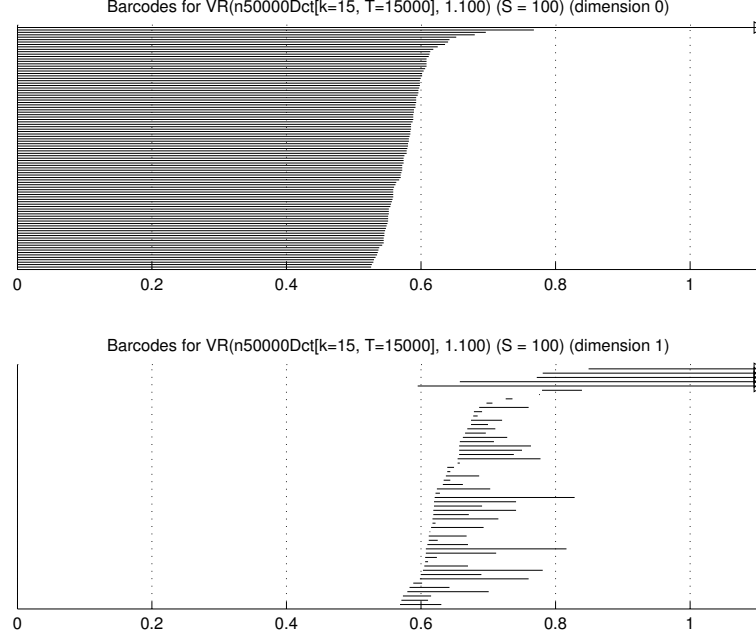 Barcodes for VR(n50000Dct[k=15, T=15000], 1.100) (S = 100) (dimension 0)
0 0.2 0.4 0.6 0.8 1
Barcodes for VR(n50000Dct[k=15, T=15000], 1.100) (S = 100) (dimension 1)
0 0.2 0.4 0.6 0.8 1